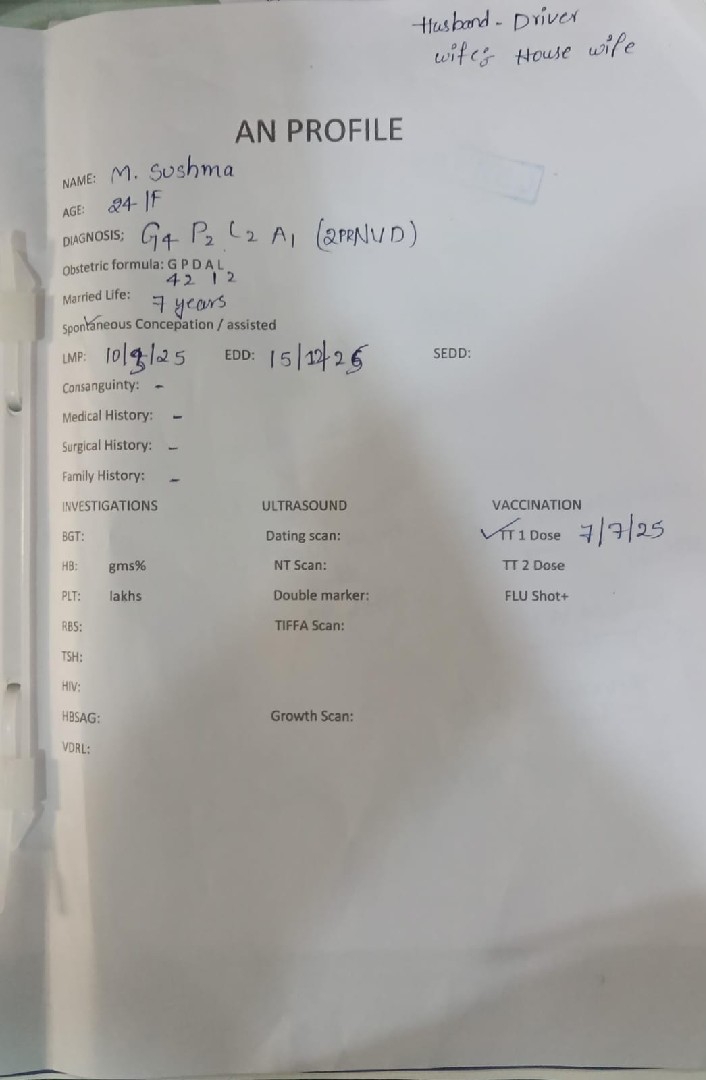 Husband - Driver
wife's House wife
AN PROFILE
NAME: M. Sushma
AGE: 24 / F
DIAGNOSIS: G4 P2 L2 A1 (2PRNVD)
Obstetric formula: G P D A L
4 2 1 2
Married Life: 7 years
Spontaneous Concepation / assisted
LMP: 10/3/25 EDD: 15/12/25 SEDD:
Consanguinty: -
Medical History: -
Surgical History: -
Family History: -
INVESTIGATIONS ULTRASOUND VACCINATION
BGT: Dating scan: ✓TT 1 Dose 7/7/25
HB: gms% NT Scan: TT 2 Dose
PLT: lakhs Double marker: FLU Shot+
RBS: TIFFA Scan:
TSH:
HIV:
HBSAG: Growth Scan:
VDRL: